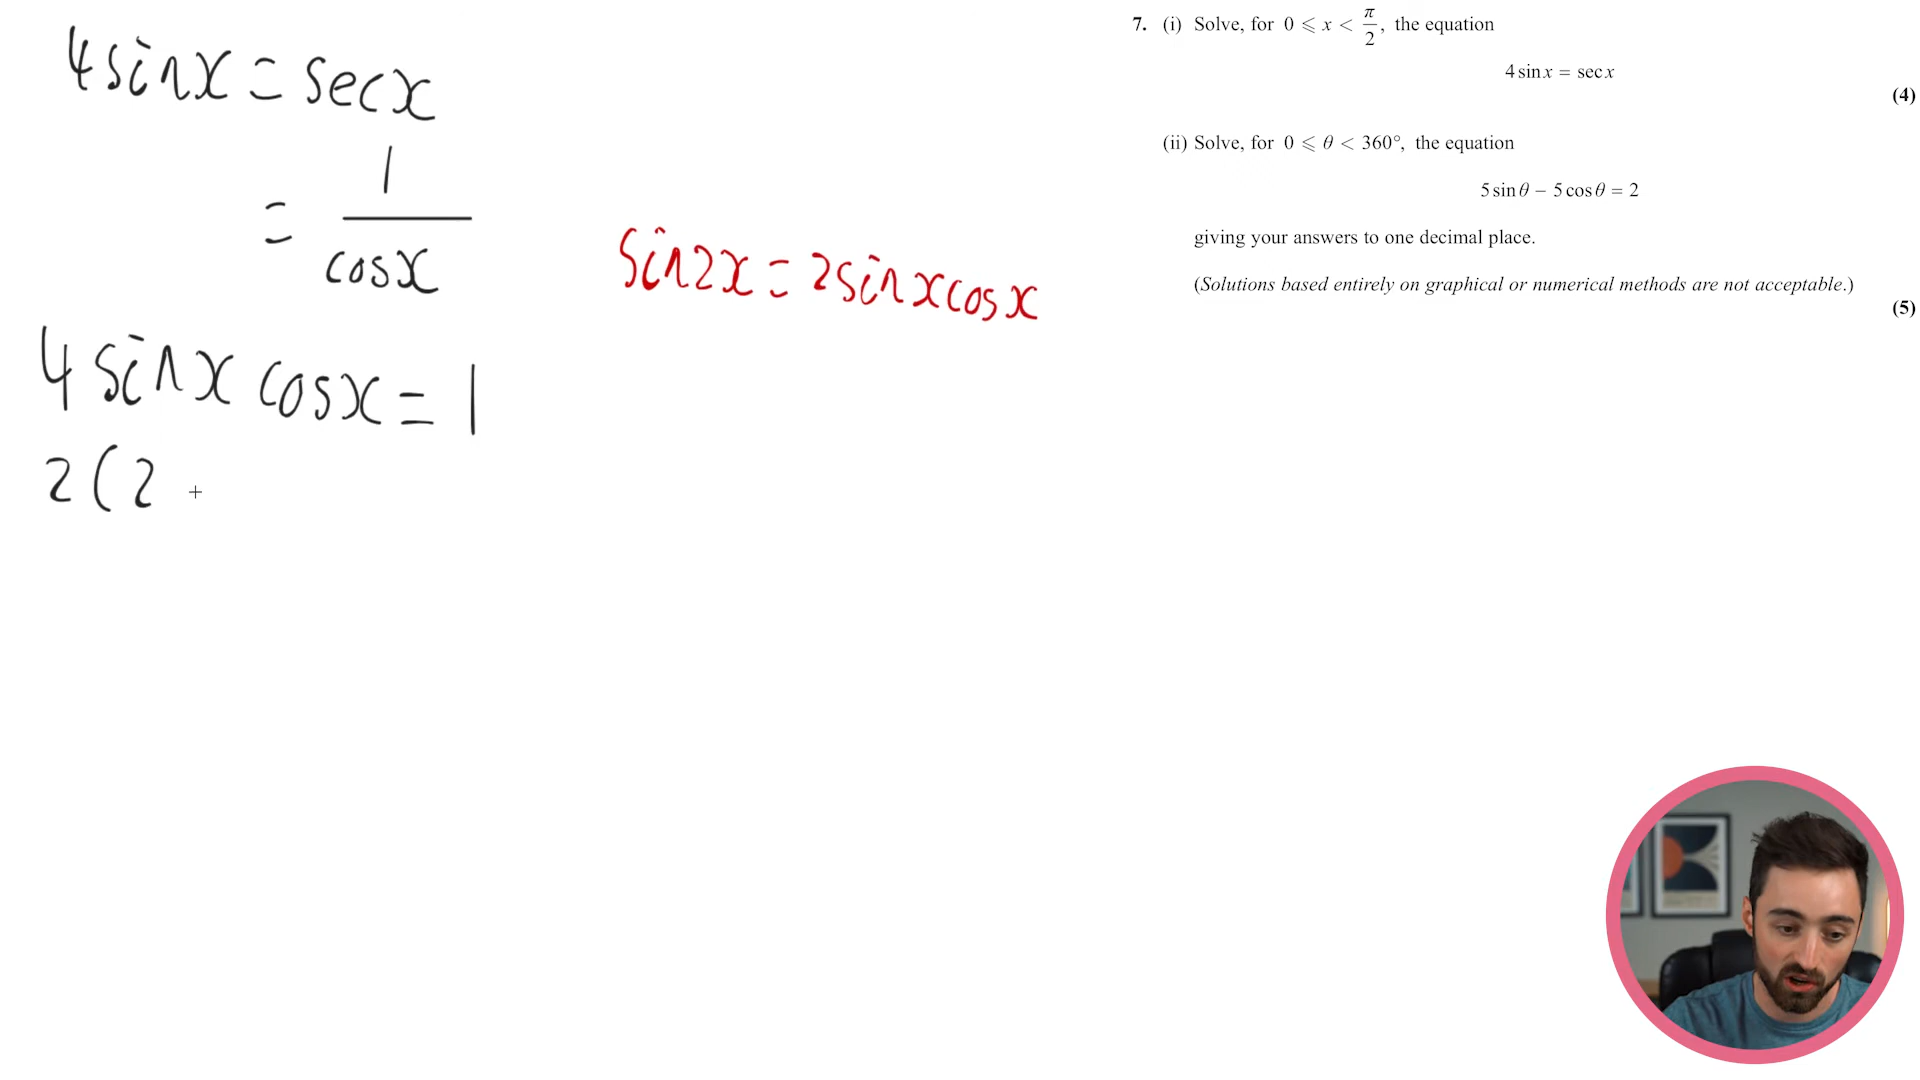 4sinx = secx
= 1/cosx
sin2x = 2sinxcosx
4sinxcosx = 1
2(2
7. (i) Solve, for 0 ⩽ x < π/2, the equation
4 sin x = sec x
(4)
(ii) Solve, for 0 ⩽ θ < 360°, the equation
5 sin θ − 5 cos θ = 2
giving your answers to one decimal place.
(Solutions based entirely on graphical or numerical methods are not acceptable.)
(5)